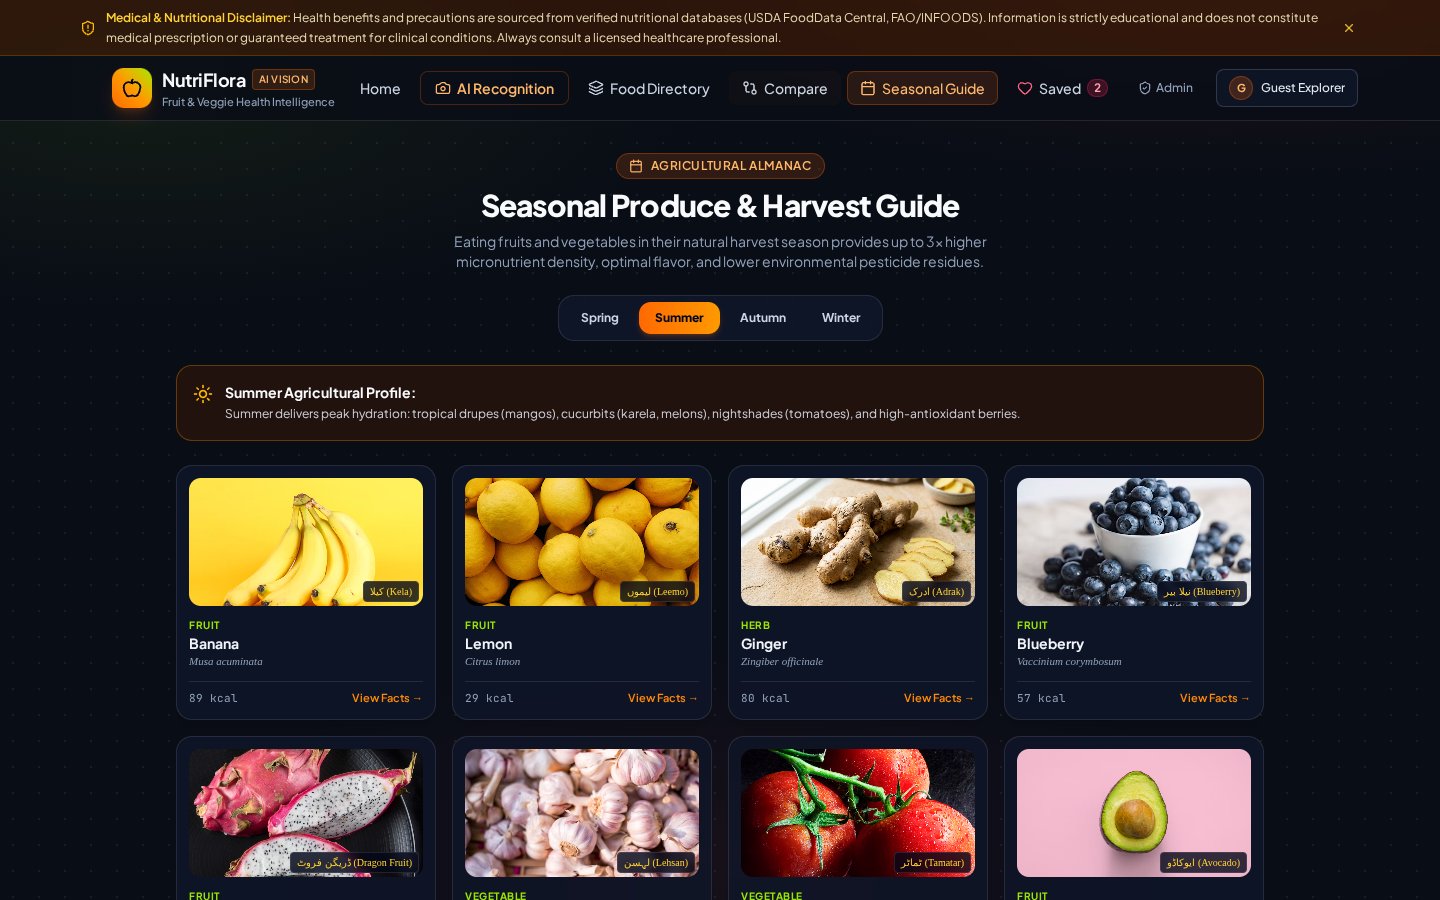 Medical & Nutritional Disclaimer: Health benefits and precautions are sourced from verified nutritional databases (USDA FoodData Central, FAO/INFOODS). Information is strictly educational and does not constitute
medical prescription or guaranteed treatment for clinical conditions. Always consult a licensed healthcare professional.
NutriFlora AI VISION
Fruit & Veggie Health Intelligence
Home AI Recognition Food Directory Compare Seasonal Guide Saved 2 Admin G Guest Explorer
AGRICULTURAL ALMANAC
Seasonal Produce & Harvest Guide
Eating fruits and vegetables in their natural harvest season provides up to 3× higher
micronutrient density, optimal flavor, and lower environmental pesticide residues.
Spring Summer Autumn Winter
Summer Agricultural Profile:
Summer delivers peak hydration: tropical drupes (mangos), cucurbits (karela, melons), nightshades (tomatoes), and high-antioxidant berries.
کیلا (Kela)
FRUIT
Banana
Musa acuminata
89 kcal View Facts →
لیموں (Leemo)
FRUIT
Lemon
Citrus limon
29 kcal View Facts →
ادرک (Adrak)
HERB
Ginger
Zingiber officinale
80 kcal View Facts →
نیلا بیر (Blueberry)
FRUIT
Blueberry
Vaccinium corymbosum
57 kcal View Facts →
ڈریگن فروٹ (Dragon Fruit)
FRUIT
لہسن (Lehsan)
VEGETABLE
ٹماٹر (Tamatar)
VEGETABLE
ایوکاڈو (Avocado)
FRUIT